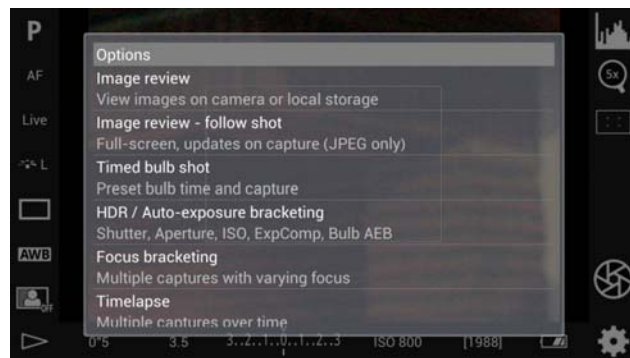 P
AF
Live
L
AWB
OFF
5x
Options
Image review
View images on camera or local storage
Image review - follow shot
Full-screen, updates on capture (JPEG only)
Timed bulb shot
Preset bulb time and capture
HDR / Auto-exposure bracketing
Shutter, Aperture, ISO, ExpComp, Bulb AEB
Focus bracketing
Multiple captures with varying focus
Timelapse
Multiple captures over time
0"5 3.5 3..2..1..0..1..2..3 ISO 800 [1988]